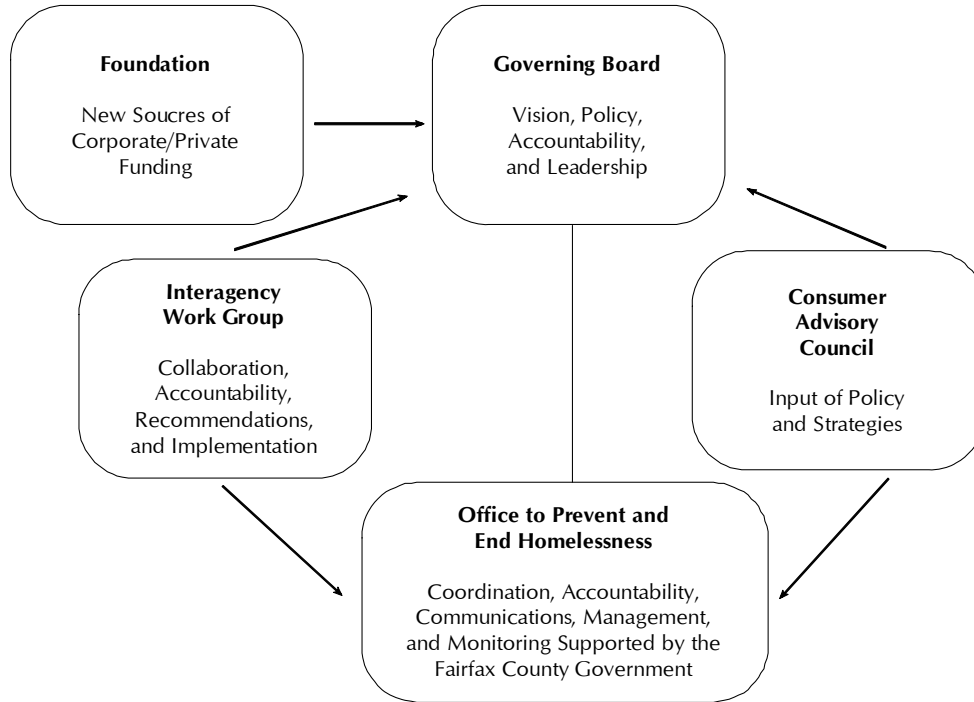 Foundation
New Soucres of
Corporate/Private
Funding
Governing Board
Vision, Policy,
Accountability,
and Leadership
Interagency
Work Group
Collaboration,
Accountability,
Recommendations,
and Implementation
Consumer
Advisory
Council
Input of Policy
and Strategies
Office to Prevent and
End Homelessness
Coordination, Accountability,
Communications, Management,
and Monitoring Supported by the
Fairfax County Government